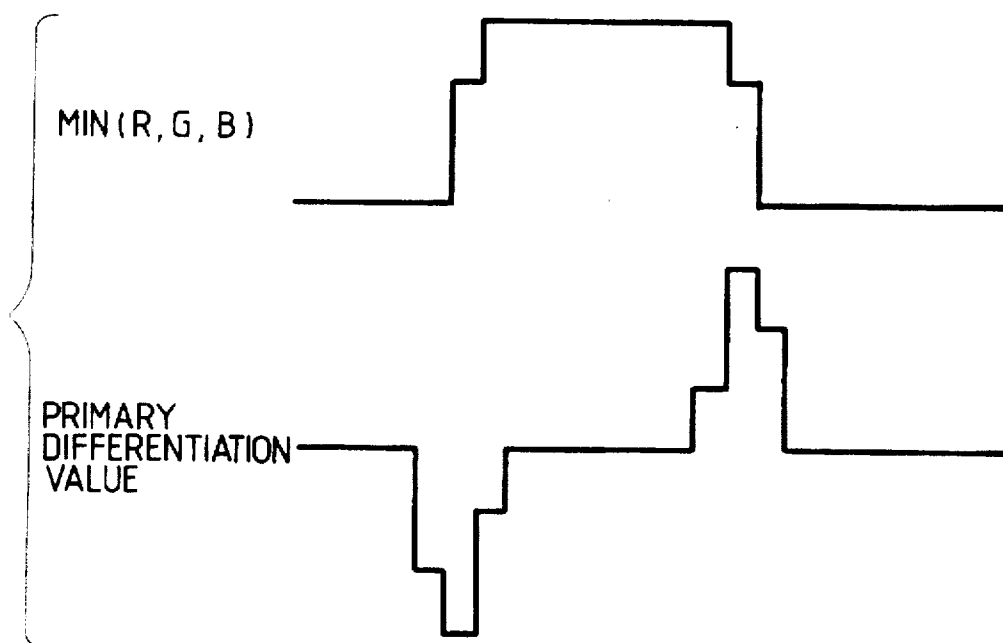 MIN(R, G, B)
PRIMARY
DIFFERENTIATION
VALUE